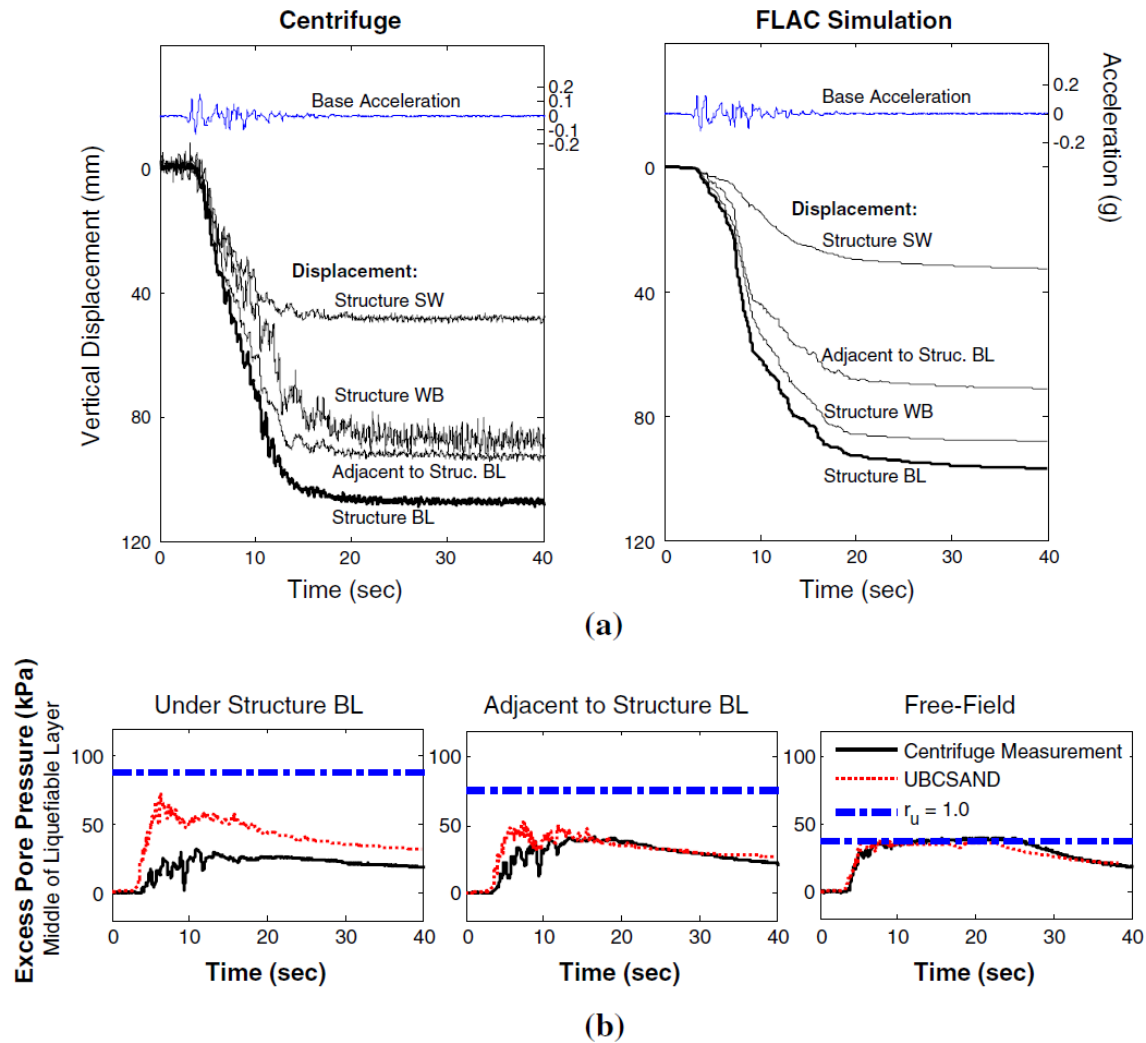 Centrifuge
FLAC Simulation
Base Acceleration
0.2
0.1
0
-0.1
-0.2
Vertical Displacement (mm)
0
40
80
120
Displacement:
Structure SW
Structure WB
Adjacent to Struc. BL
Structure BL
0 10 20 30 40
Time (sec)
Base Acceleration
0.2
0
-0.2
Acceleration (g)
0
40
80
120
Displacement:
Structure SW
Adjacent to Struc. BL
Structure WB
Structure BL
0 10 20 30 40
Time (sec)
(a)
Excess Pore Pressure (kPa)
Middle of Liquefiable Layer
Under Structure BL
100
50
0
0 10 20 30 40
Time (sec)
Adjacent to Structure BL
100
50
0
0 10 20 30 40
Time (sec)
Free-Field
100
50
0
Centrifuge Measurement
UBCSAND
ru = 1.0
0 10 20 30 40
Time (sec)
(b)